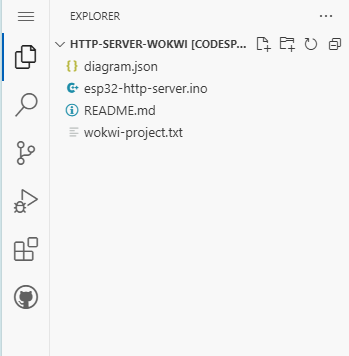 EXPLORER
HTTP-SERVER-WOKWI [CODESP...
diagram.json
esp32-http-server.ino
README.md
wokwi-project.txt